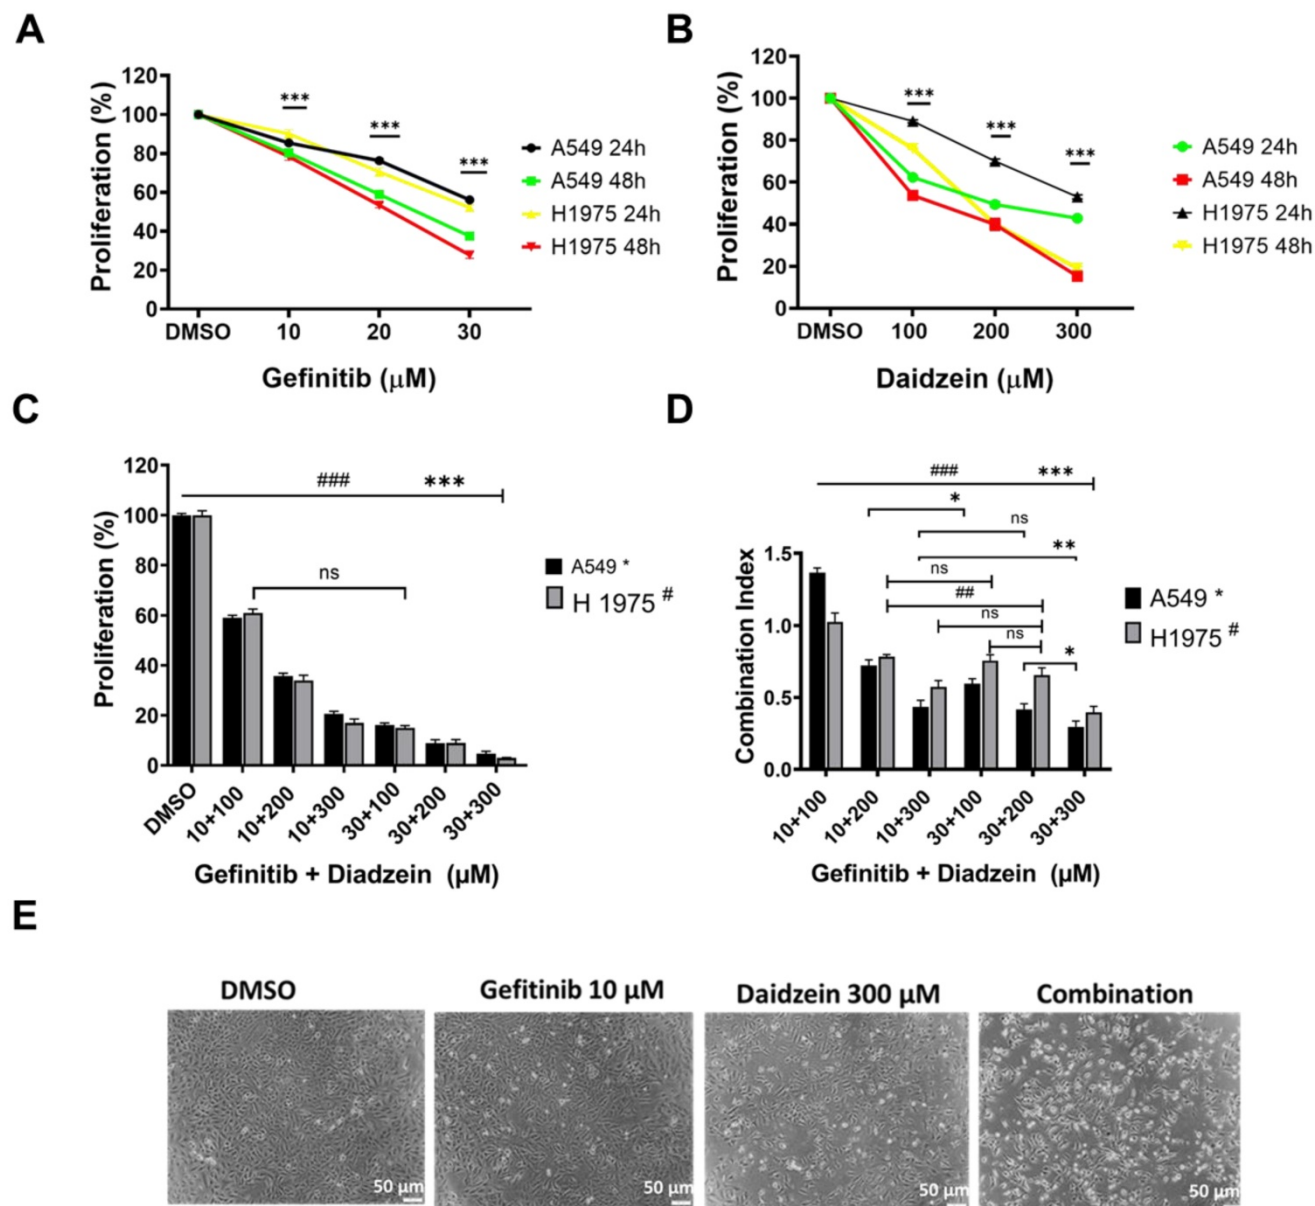 A
120
100
80
60
40
20
0
Proliferation (%)
***
***
***
DMSO
10
20
30
Gefinitib (μM)
A549 24h
A549 48h
H1975 24h
H1975 48h
B
120
100
80
60
40
20
0
Proliferation (%)
***
***
***
DMSO
100
200
300
Daidzein (μM)
A549 24h
A549 48h
H1975 24h
H1975 48h
C
120
100
80
60
40
20
0
Proliferation (%)
### ***
ns
DMSO
10+100
10+200
10+300
30+100
30+200
30+300
Gefinitib + Diadzein (μM)
A549 *
H 1975 #
D
### ***
*
ns
**
ns
##
ns
ns
*
1.5
1.0
0.5
0.0
Combination Index
10+100
10+200
10+300
30+100
30+200
30+300
Gefinitib + Diadzein (μM)
A549 *
H1975 #
E
DMSO
Gefitinib 10 μM
Daidzein 300 μM
Combination
50 μm
50 μm
50 μm
50 μm